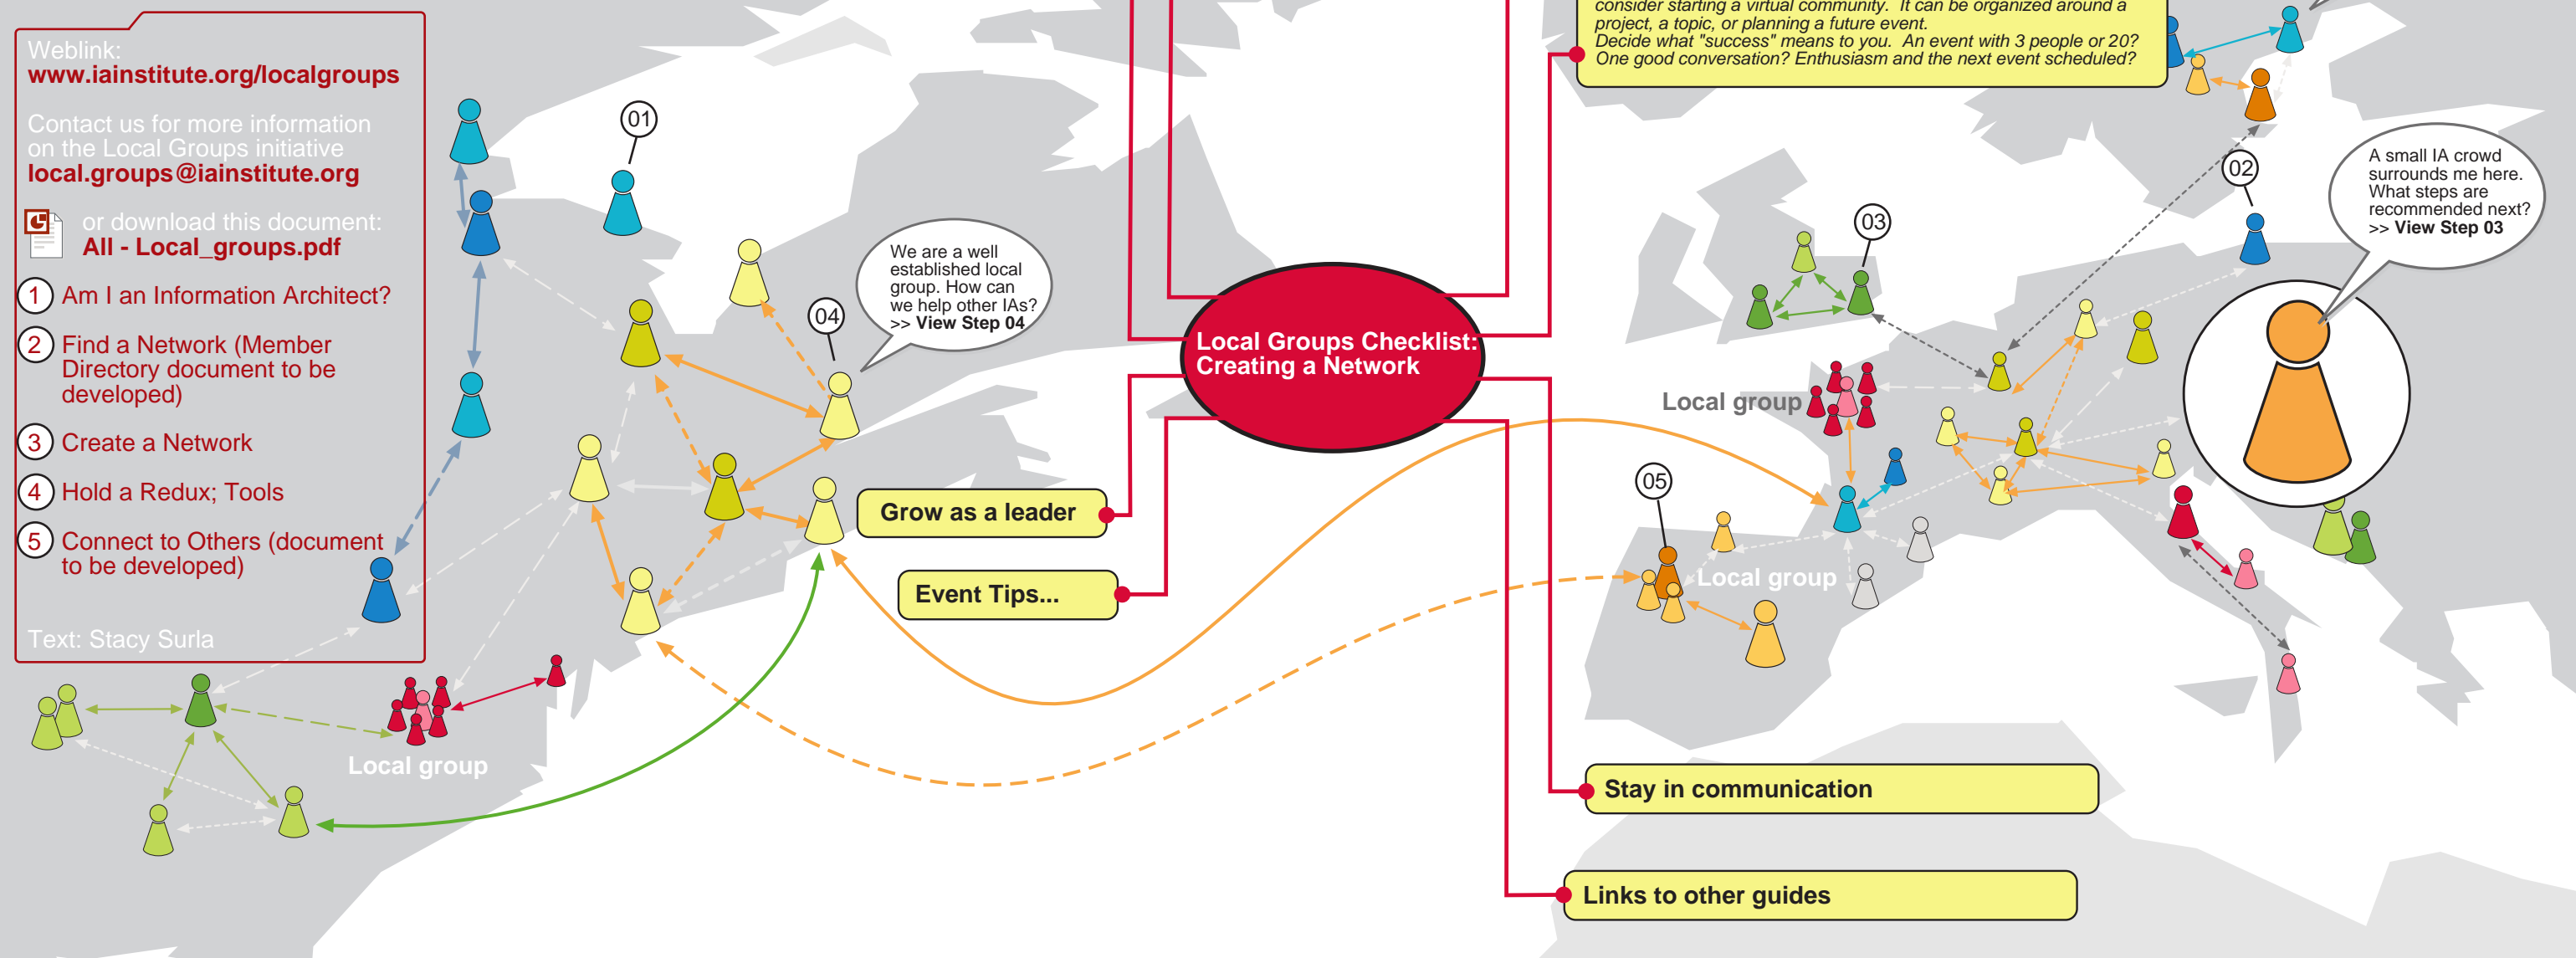 Weblink:
www.iainstitute.org/localgroups
Contact us for more information
on the Local Groups initiative
local.groups@iainstitute.org
or download this document:
All - Local_groups.pdf
1 Am I an Information Architect?
2 Find a Network (Member
Directory document to be
developed)
3 Create a Network
4 Hold a Redux; Tools
5 Connect to Others (document
to be developed)
Text: Stacy Surla
01
We are a well
established local
group. How can
we help other IAs?
>> View Step 04
04
Local group
Grow as a leader
Event Tips...
Local Groups Checklist:
Creating a Network
consider starting a virtual community. It can be organized around a
project, a topic, or planning a future event.
Decide what "success" means to you. An event with 3 people or 20?
One good conversation? Enthusiasm and the next event scheduled?
02
A small IA crowd
surrounds me here.
What steps are
recommended next?
>> View Step 03
03
Local group
05
Local group
Stay in communication
Links to other guides